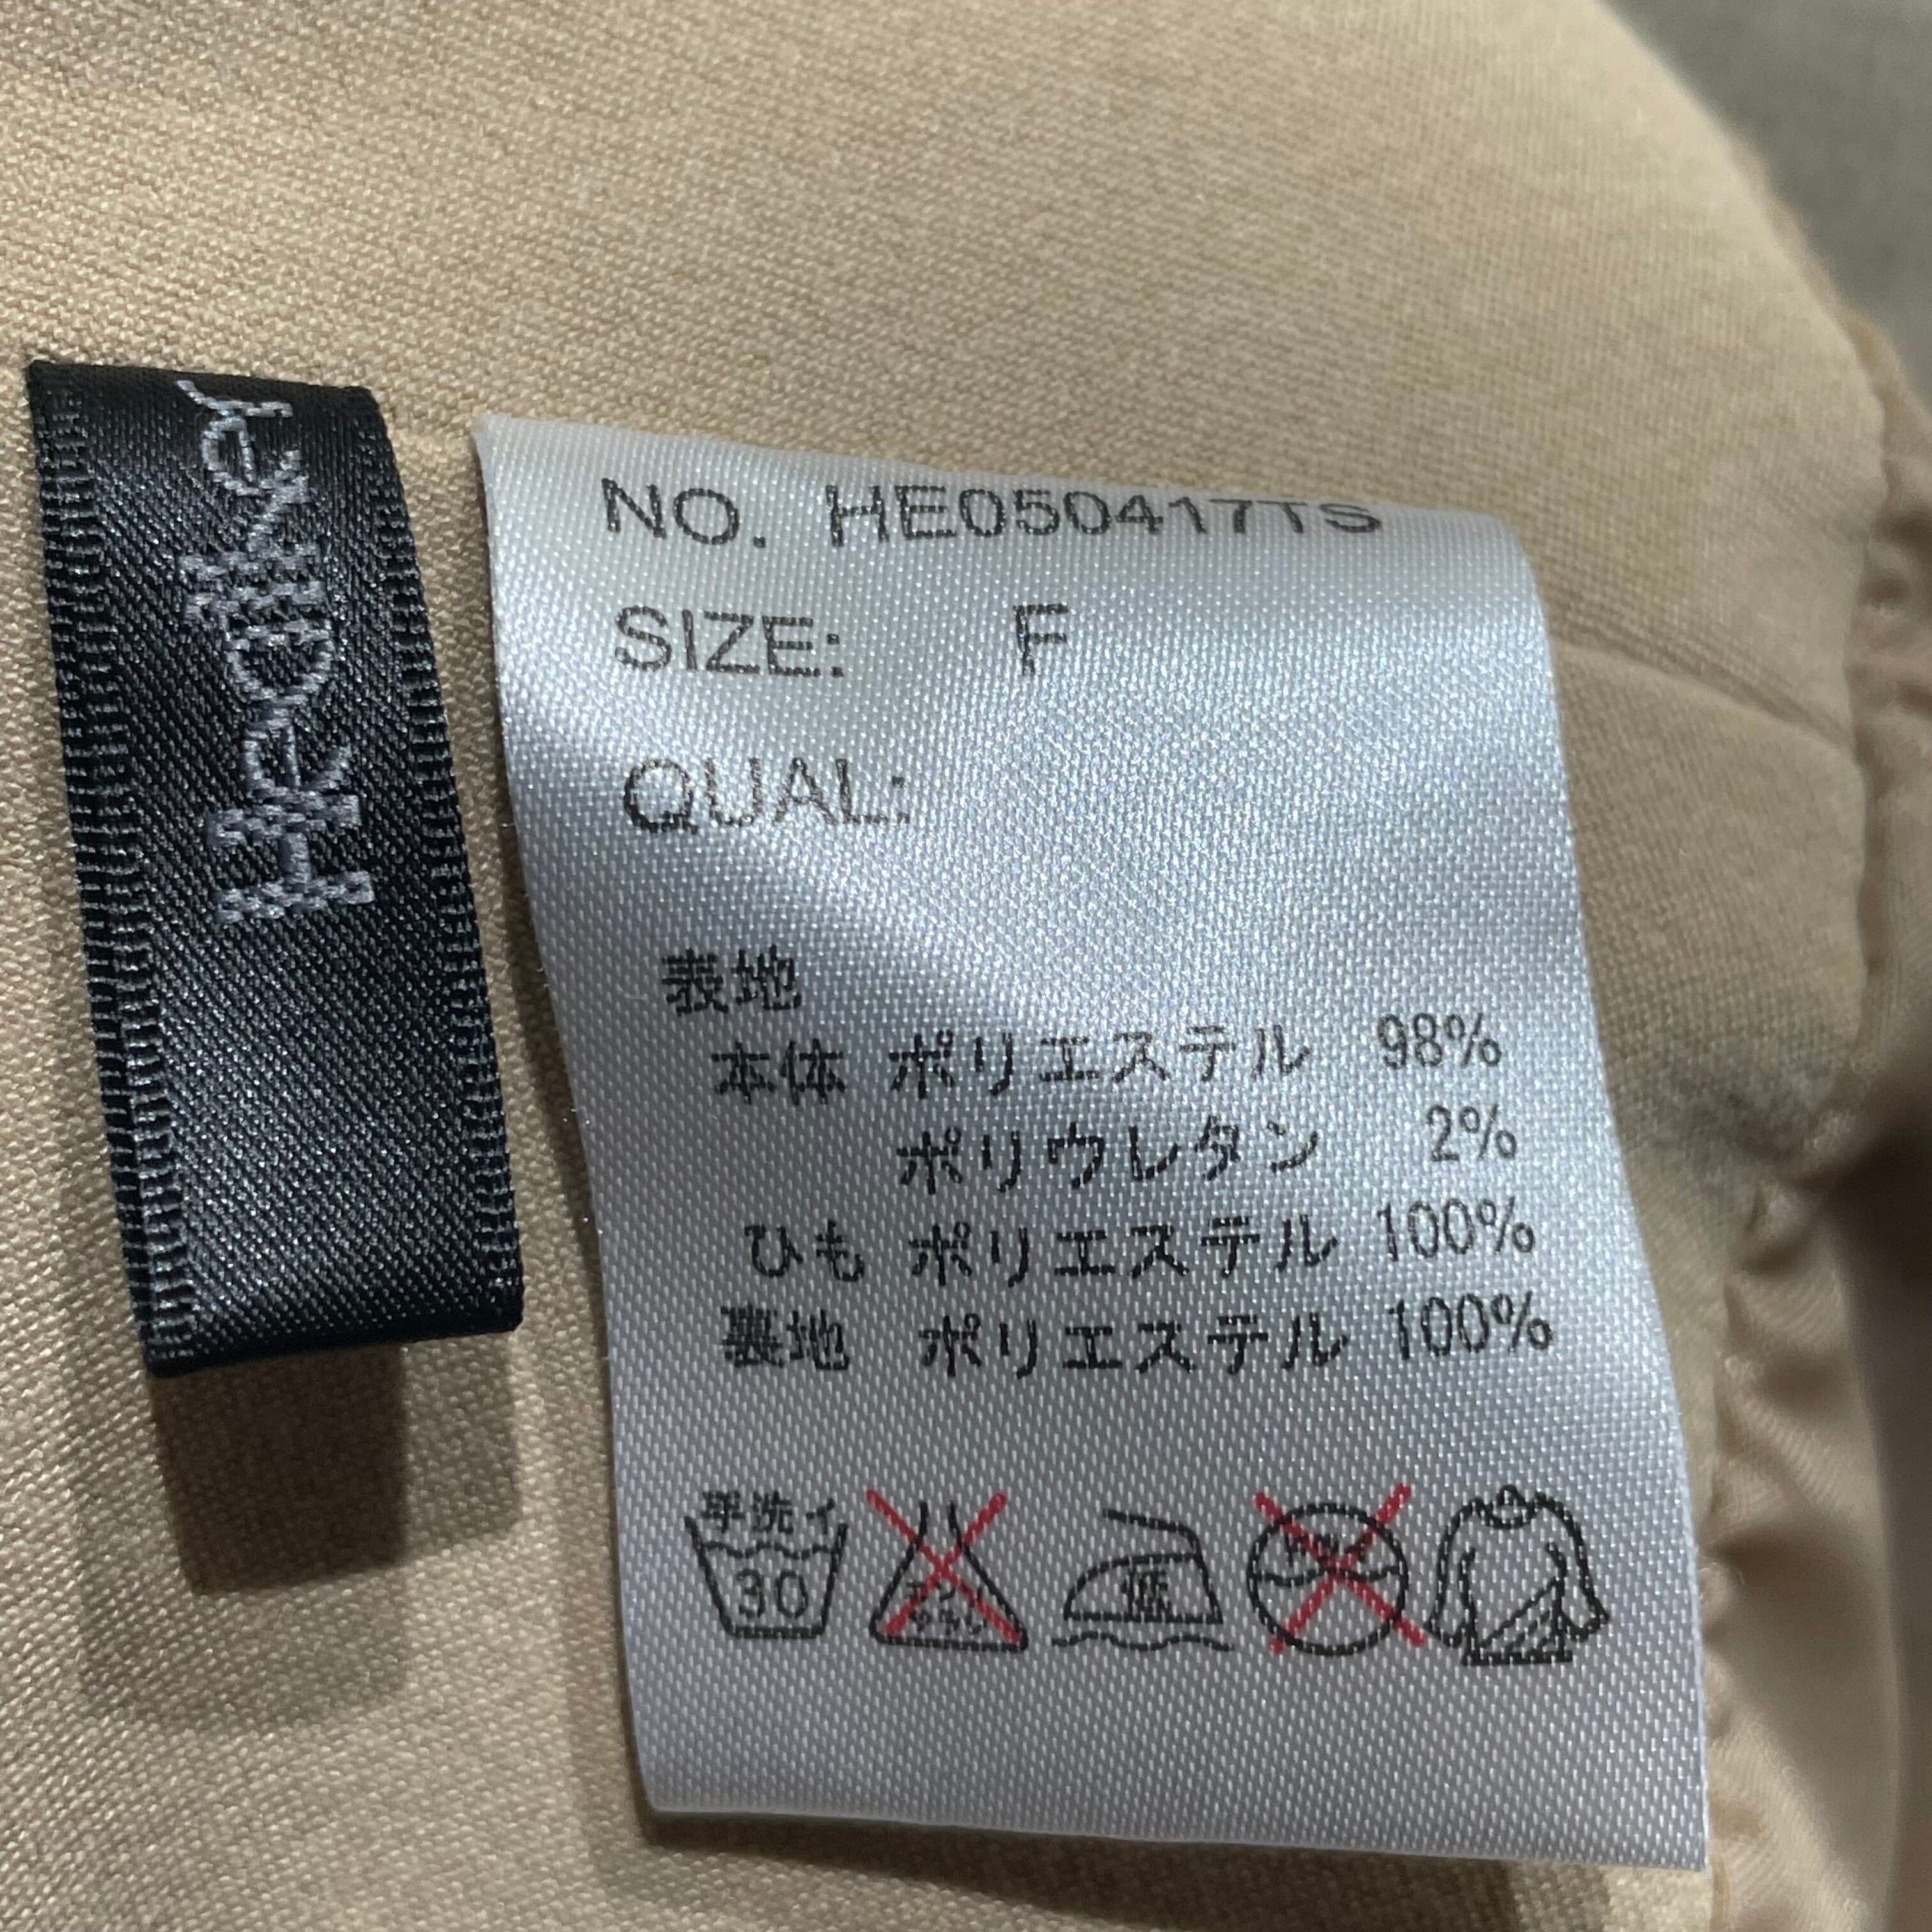 Heather
NO. HE050417TS
SIZE: F
QUAL:
表地
本体 ポリエステル 98%
ポリウレタン 2%
ひも ポリエステル 100%
裏地 ポリエステル 100%
手洗イ
30
低